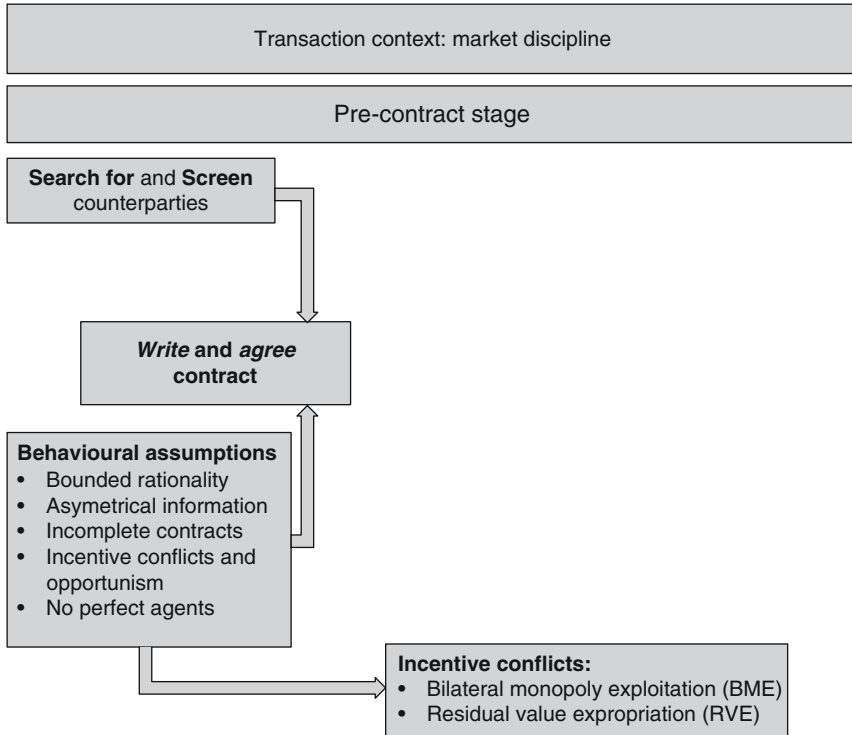 Transaction context: market discipline
Pre-contract stage
Search for and Screen
counterparties
Write and agree
contract
Behavioural assumptions
• Bounded rationality
• Asymetrical information
• Incomplete contracts
• Incentive conflicts and
opportunism
• No perfect agents
Incentive conflicts:
• Bilateral monopoly exploitation (BME)
• Residual value expropriation (RVE)